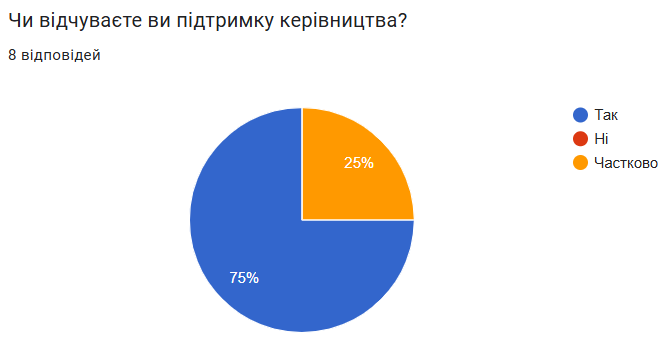 Чи відчуваєте ви підтримку керівництва?
8 відповідей
Так
Ні
Частково
25%
75%